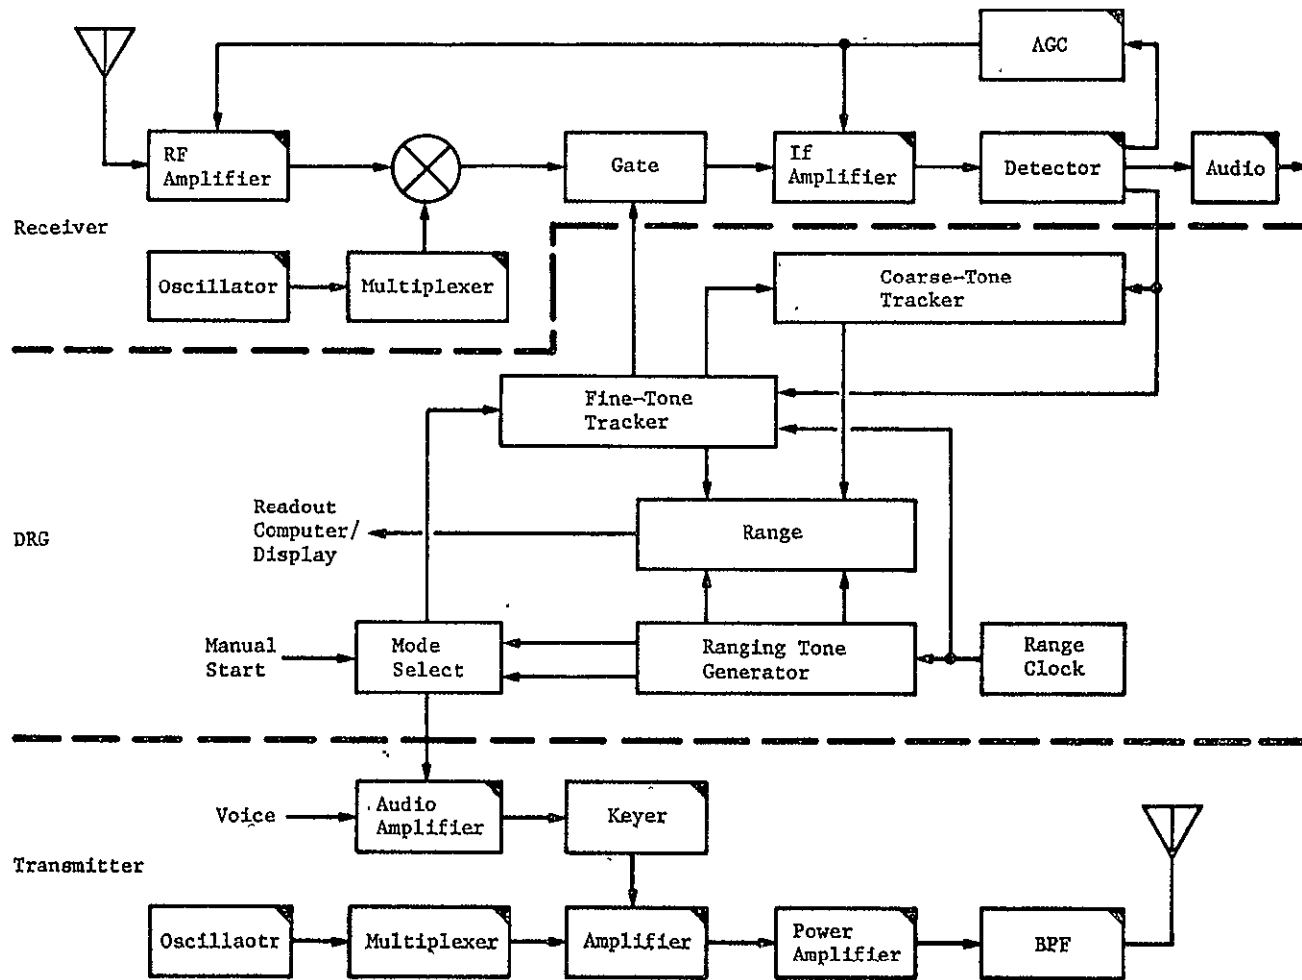 AGC
RF
Amplifier
Gate
If
Amplifier
Detector
Audio
Receiver
Oscillator
Multiplexer
Coarse-Tone
Tracker
Fine-Tone
Tracker
Readout
Computer/
Display
Range
DRG
Manual
Start
Mode
Select
Ranging Tone
Generator
Range
Clock
Voice
Audio
Amplifier
Keyer
Transmitter
Oscillaotr
Multiplexer
Amplifier
Power
Amplifier
BPF